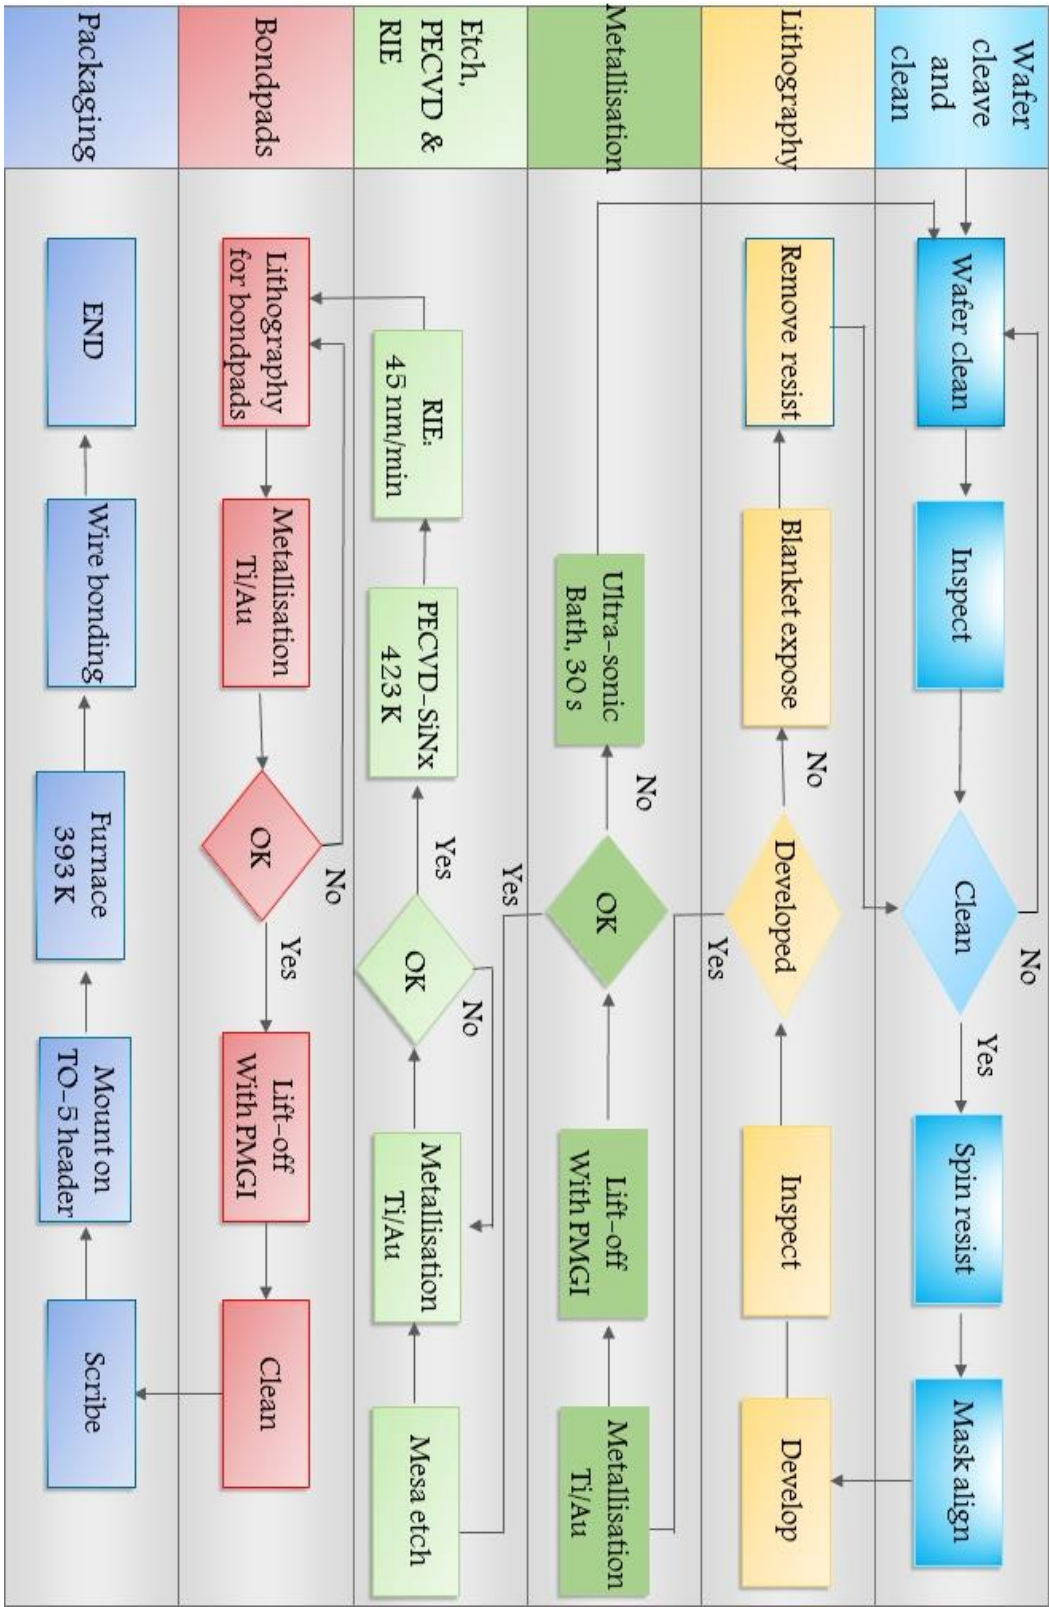 Wafer
cleave
and
clean
Wafer clean
Inspect
Clean
No
Yes
Spin resist
Mask align
Lithography
Remove resist
Blanket expose
No
Developed
Yes
Inspect
Develop
Metallisation
Ultra-sonic
Bath, 30 s
No
OK
Yes
Lift-off
With PMGI
Metallisation
Ti/Au
Etch,
PECVD &
RIE
RIE:
45 nm/min
PECVD-SiNx
423 K
Yes
OK
No
Metallisation
Ti/Au
Mesa etch
Bondpads
Lithography
for bondpads
Metallisation
Ti/Au
OK
No
Yes
Lift-off
With PMGI
Clean
Packaging
END
Wire bonding
Furnace
393 K
Mount on
TO-5 header
Scribe